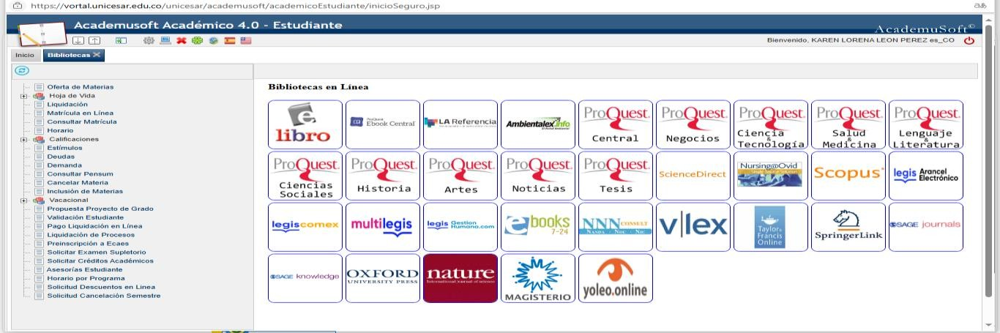 https://vortal.unicesar.edu.co/unicesar/academusoft/academicoEstudiante/inicioSeguro.jsp
Academusoft Académico 4.0 - Estudiante
AcademuSoft©
Bienvenido, KAREN LORENA LEON PEREZ es_CO
Inicio
Bibliotecas
Oferta de Materias
Hoja de Vida
Liquidación
Matrícula en Línea
Consultar Matrícula
Horario
Calificaciones
Estímulos
Deudas
Demanda
Consultar Pensum
Cancelar Materia
Inclusión de Materias
Vacacional
Propuesta Proyecto de Grado
Validación Estudiante
Pago Liquidación en Línea
Liquidación de Procesos
Preinscripción a Ecaes
Solicitar Examen Supletorio
Solicitar Créditos Académicos
Asesorías Estudiante
Horario por Programa
Solicitud Descuentos en Linea
Solicitud Cancelación Semestre
Bibliotecas en Línea
e libro
ProQuest Ebook Central
LA Referencia
Ambientalex.info
El Portal Ambiental
ProQuest Central
ProQuest Negocios
ProQuest Ciencia & Tecnología
ProQuest Salud & Medicina
ProQuest Lenguaje & Literatura
ProQuest Ciencias Sociales
ProQuest Historia
ProQuest Artes
ProQuest Noticias
ProQuest Tesis
ScienceDirect
Nursing@Ovid
Scopus
legis Arancel Electrónico
legiscomex
multilegis
legis Gestion Humano.com
ebooks 7-24
NNNCONSULT
NANDA - NOC - NIC
v|lex
Taylor & Francis Online
SpringerLink
SAGE journals
SAGE knowledge
OXFORD UNIVERSITY PRESS
nature
International journal of science
MAGISTERIO
yoleo.online